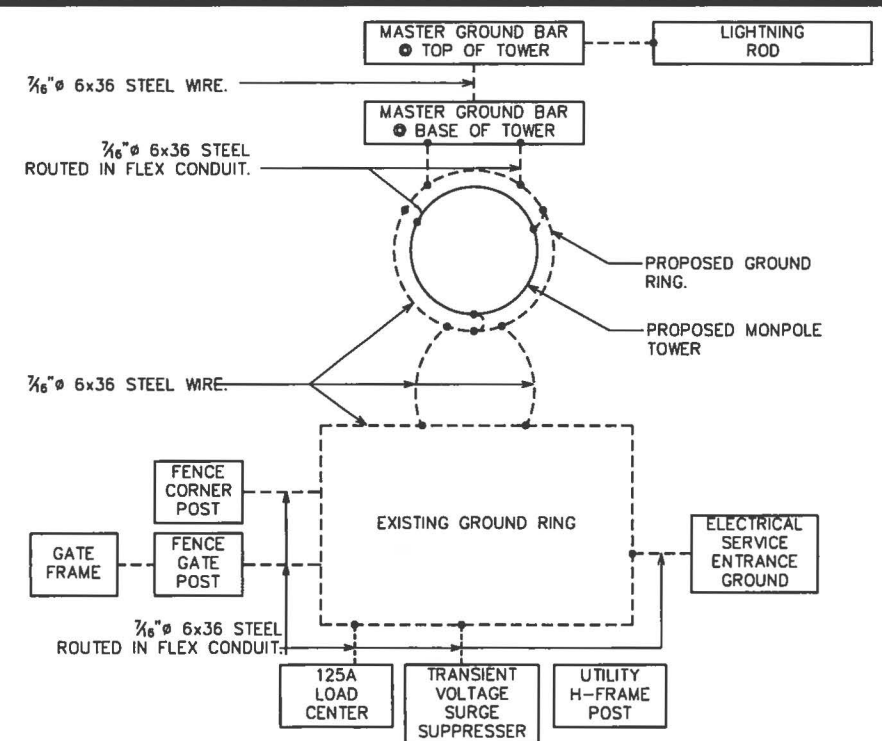 MASTER GROUND BAR
@ TOP OF TOWER
LIGHTNING
ROD
7/16"ø 6x36 STEEL WIRE.
MASTER GROUND BAR
@ BASE OF TOWER
7/16"ø 6x36 STEEL
ROUTED IN FLEX CONDUIT.
PROPOSED GROUND
RING.
PROPOSED MONPOLE
TOWER
7/16"ø 6x36 STEEL WIRE.
FENCE
CORNER
POST
EXISTING GROUND RING
GATE
FRAME
FENCE
GATE
POST
ELECTRICAL
SERVICE
ENTRANCE
GROUND
7/16"ø 6x36 STEEL
ROUTED IN FLEX CONDUIT.
125A
LOAD
CENTER
TRANSIENT
VOLTAGE
SURGE
SUPPRESSER
UTILITY
H-FRAME
POST